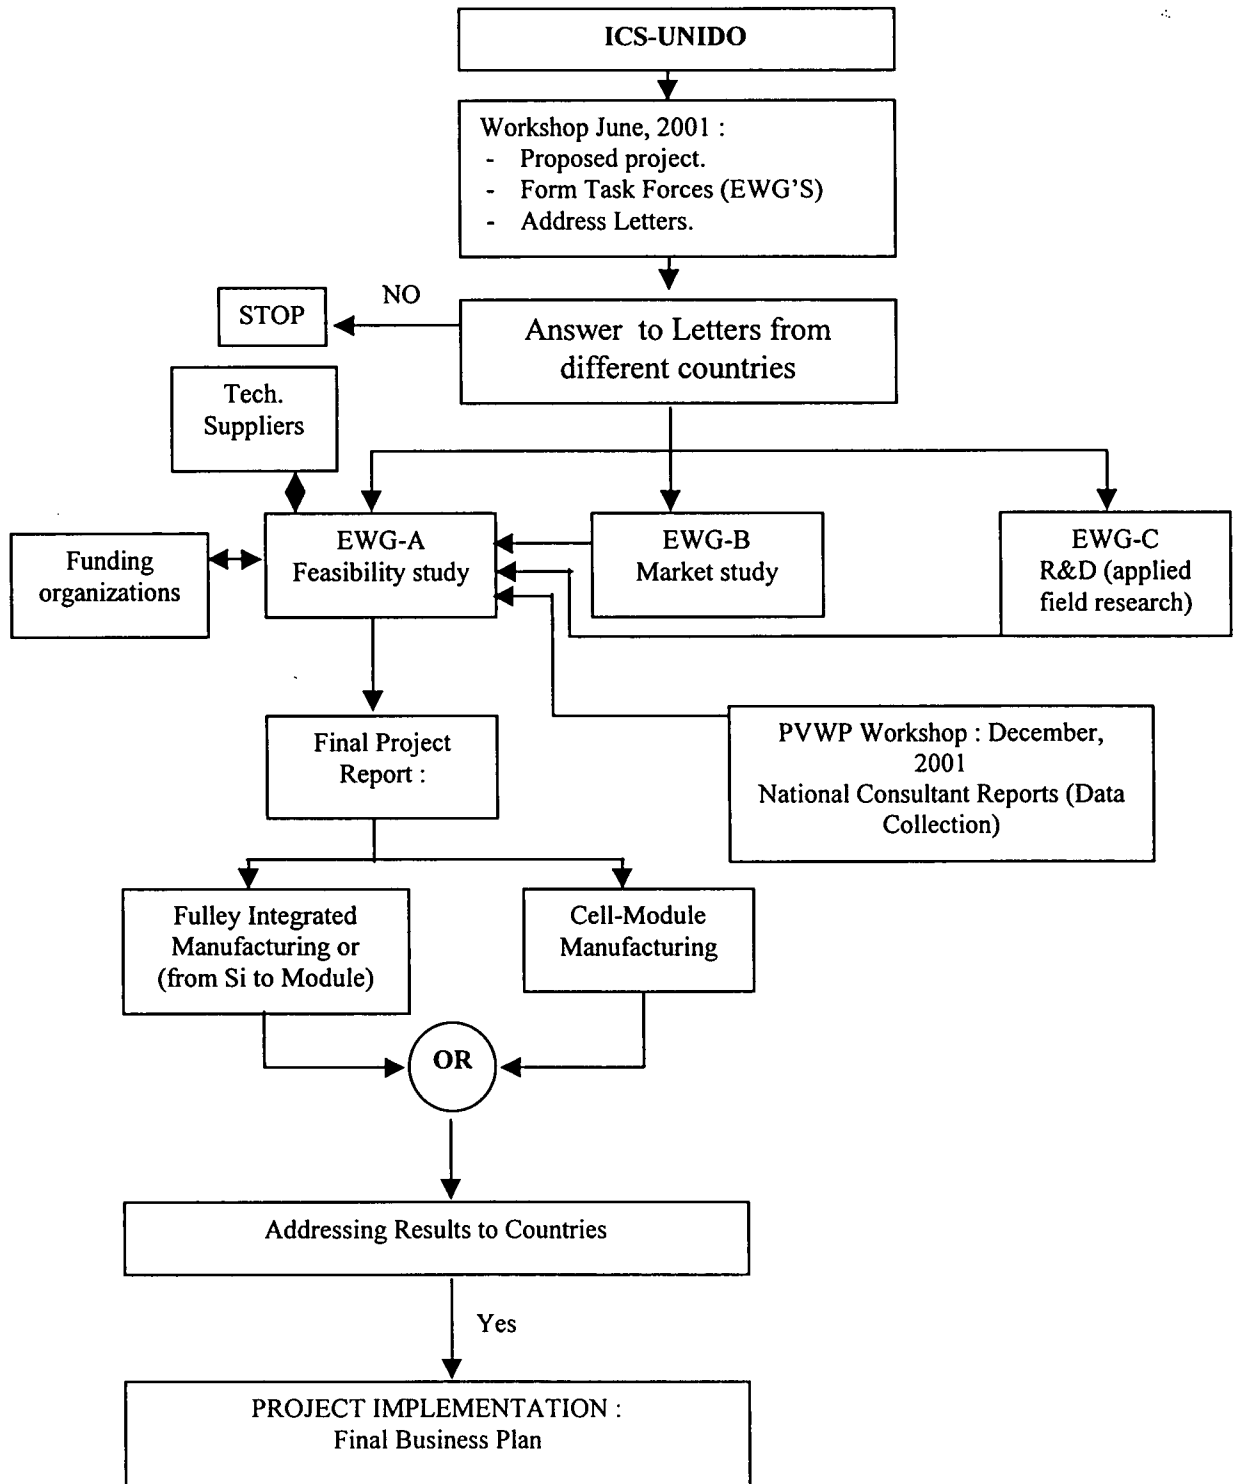 ICS-UNIDO
Workshop June, 2001 :
- Proposed project.
- Form Task Forces (EWG'S)
- Address Letters.
NO
STOP
Answer to Letters from
different countries
Tech.
Suppliers
Funding
organizations
EWG-A
Feasibility study
EWG-B
Market study
EWG-C
R&D (applied
field research)
Final Project
Report :
PVWP Workshop : December,
2001
National Consultant Reports (Data
Collection)
Fulley Integrated
Manufacturing or
(from Si to Module)
Cell-Module
Manufacturing
OR
Addressing Results to Countries
Yes
PROJECT IMPLEMENTATION :
Final Business Plan